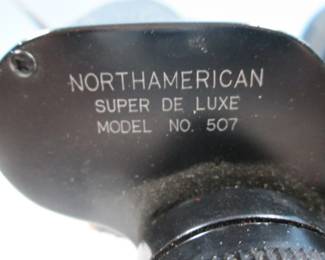 NORTHAMERICAN
SUPER DE LUXE
MODEL NO. 507